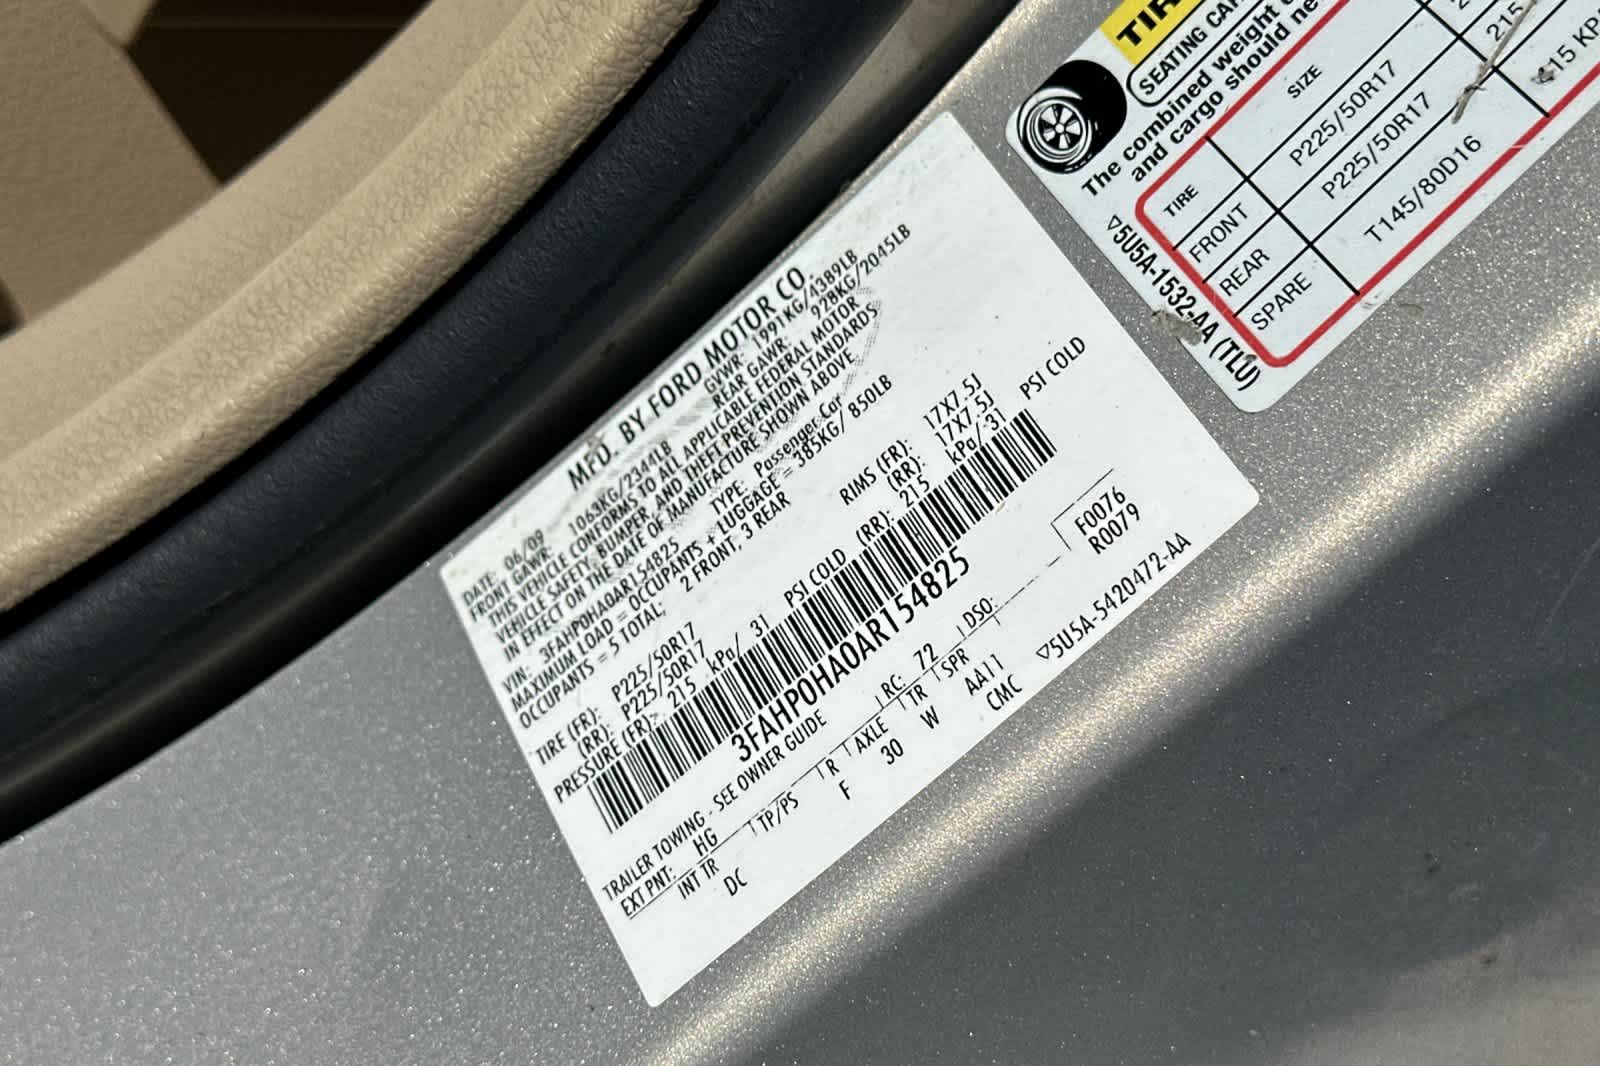 MFD. BY FORD MOTOR CO.
DATE: 06/09 GVWR: 1991KG/4389LB
FRONT GAWR: 1063KG/2344LB REAR GAWR: 928KG/2045LB
THIS VEHICLE CONFORMS TO ALL APPLICABLE FEDERAL MOTOR
VEHICLE SAFETY, BUMPER, AND THEFT PREVENTION STANDARDS
IN EFFECT ON THE DATE OF MANUFACTURE SHOWN ABOVE.
VIN: 3FAHP0HA0AR154825 TYPE: Passenger Car
MAXIMUM LOAD = OCCUPANTS + LUGGAGE = 385KG/ 850LB
OCCUPANTS = 5 TOTAL; 2 FRONT, 3 REAR
TIRE (FR): P225/50R17 RIMS (FR): 17X7.5J
(RR): P225/50R17 (RR): 17X7.5J
PRESSURE (FR): 215 kPa/ 31 PSI COLD (RR): 215 kPa/ 31 PSI COLD
3FAHP0HA0AR154825
F0076
R0079
TRAILER TOWING - SEE OWNER GUIDE
EXT PNT: HG RC: 72 DSO:
INT TR TP/PS R AXLE TR SPR
DC F 30 W AA11
CMC
▽5U5A-5420472-AA
TIR
SEATING CA
The combined weight
and cargo should ne
TIRE SIZE
FRONT P225/50R17
REAR P225/50R17 215
SPARE T145/80D16 415 KP
▽5U5A-1532-AA (TLU)